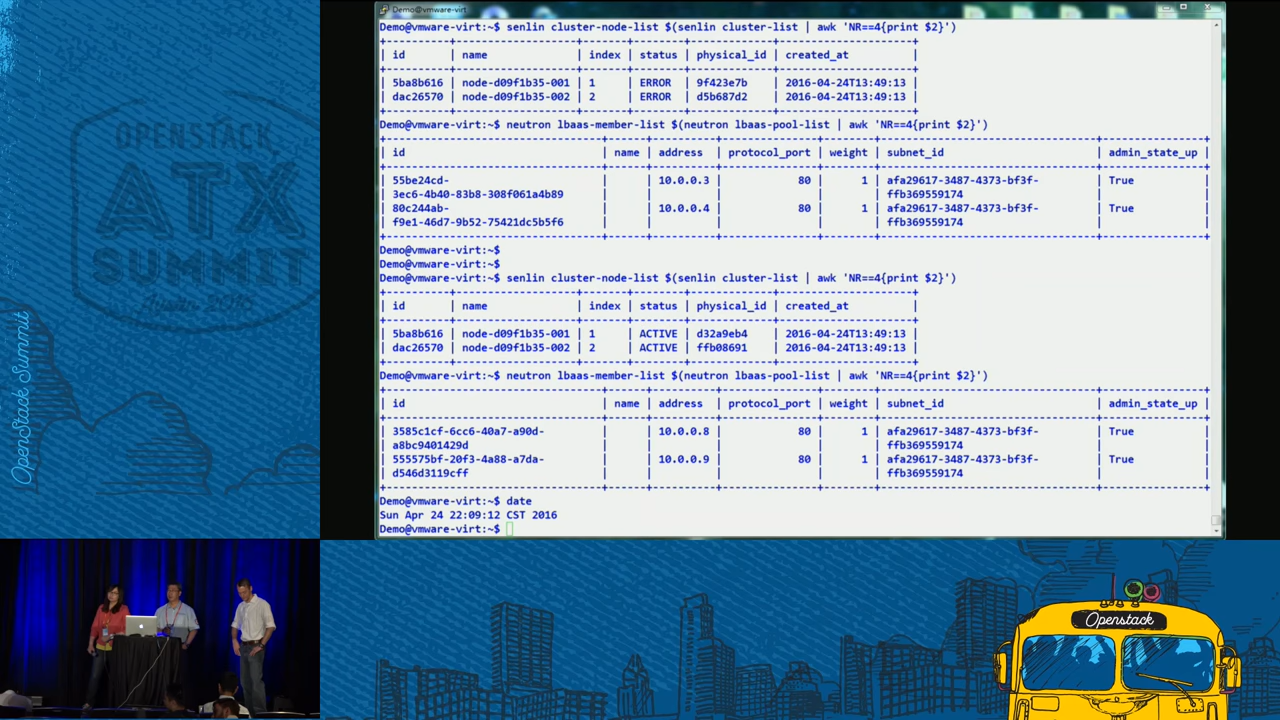 Demo@vmware-virt
Demo@vmware-virt:~$ senlin cluster-node-list $(senlin cluster-list | awk 'NR==4{print $2}')
| id | name | index | status | physical_id | created_at |
| 5ba8b616 | node-d09f1b35-001 | 1 | ERROR | 9f423e7b | 2016-04-24T13:49:13 |
| dac26570 | node-d09f1b35-002 | 2 | ERROR | d5b687d2 | 2016-04-24T13:49:13 |
Demo@vmware-virt:~$ neutron lbaas-member-list $(neutron lbaas-pool-list | awk 'NR==4{print $2}')
| id | name | address | protocol_port | weight | subnet_id | admin_state_up |
| 55be24cd- | | 10.0.0.3 | 80 | 1 | afa29617-3487-4373-bf3f- | True |
| 3ec6-4b40-83b8-308f061a4b89 | | | | | ffb369559174 | |
| 80c244ab- | | 10.0.0.4 | 80 | 1 | afa29617-3487-4373-bf3f- | True |
| f9e1-46d7-9b52-75421dc5b5f6 | | | | | ffb369559174 | |
Demo@vmware-virt:~$
Demo@vmware-virt:~$
Demo@vmware-virt:~$ senlin cluster-node-list $(senlin cluster-list | awk 'NR==4{print $2}')
| id | name | index | status | physical_id | created_at |
| 5ba8b616 | node-d09f1b35-001 | 1 | ACTIVE | d32a9eb4 | 2016-04-24T13:49:13 |
| dac26570 | node-d09f1b35-002 | 2 | ACTIVE | ffb08691 | 2016-04-24T13:49:13 |
Demo@vmware-virt:~$ neutron lbaas-member-list $(neutron lbaas-pool-list | awk 'NR==4{print $2}')
| id | name | address | protocol_port | weight | subnet_id | admin_state_up |
| 3585c1cf-6cc6-40a7-a90d- | | 10.0.0.8 | 80 | 1 | afa29617-3487-4373-bf3f- | True |
| a8bc9401429d | | | | | ffb369559174 | |
| 555575bf-20f3-4a88-a7da- | | 10.0.0.9 | 80 | 1 | afa29617-3487-4373-bf3f- | True |
| d546d3119cff | | | | | ffb369559174 | |
Demo@vmware-virt:~$ date
Sun Apr 24 22:09:12 CST 2016
Demo@vmware-virt:~$
OPENSTACK
ATX
SUMMIT
OpenStack Summit
Openstack